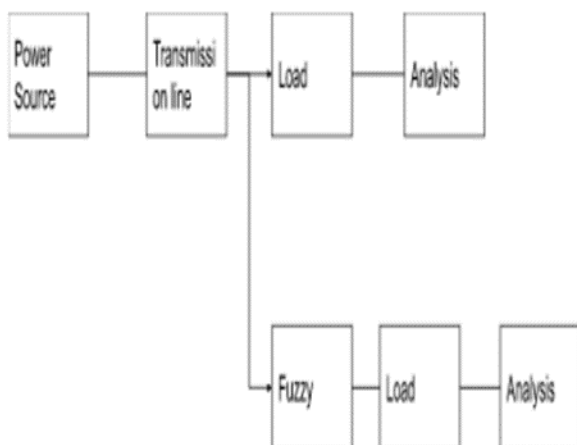 Power
Source
Transmissi
on line
Load
Analysis
Fuzzy
Load
Analysis